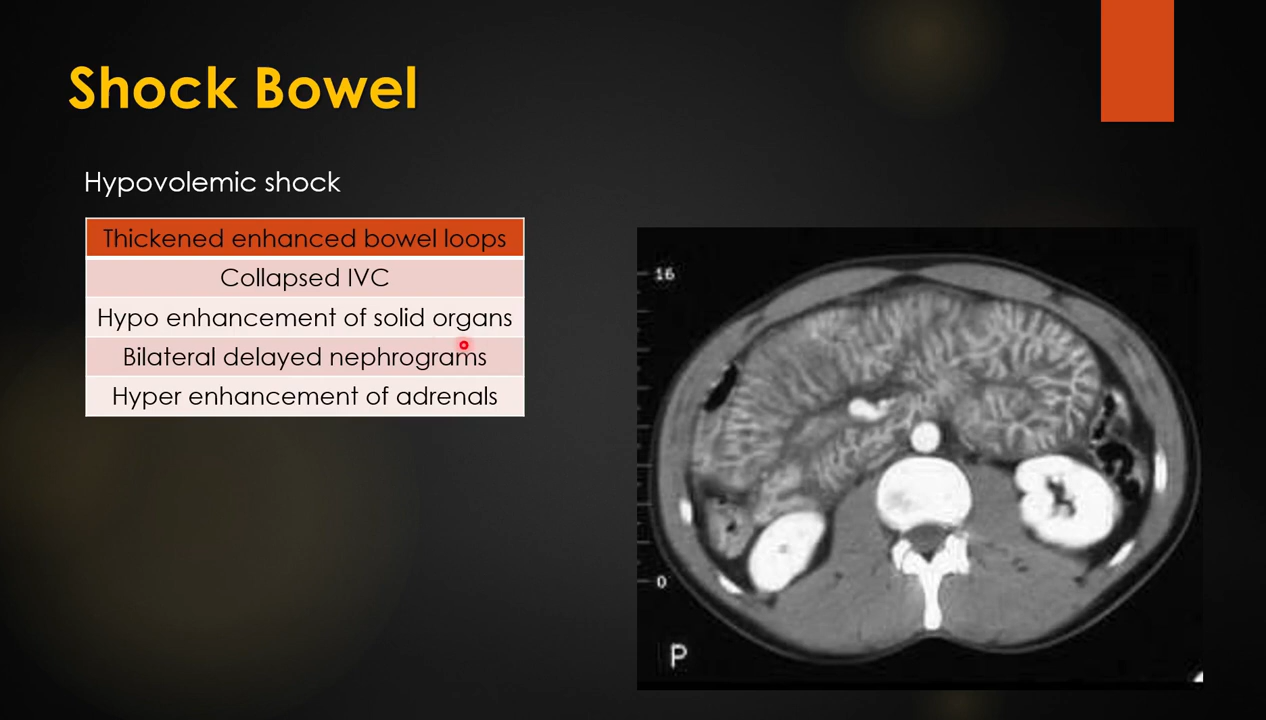 Shock Bowel
Hypovolemic shock
Thickened enhanced bowel loops
Collapsed IVC
Hypo enhancement of solid organs
Bilateral delayed nephrograms
Hyper enhancement of adrenals
16
0
P